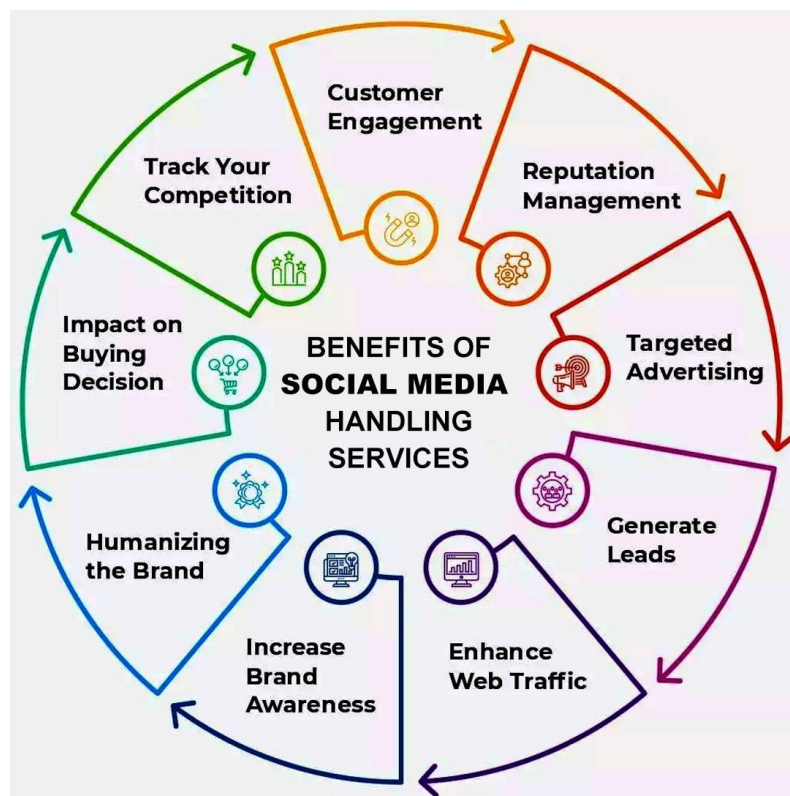 Customer
Engagement
Reputation
Management
Targeted
Advertising
Generate
Leads
Enhance
Web Traffic
Increase
Brand
Awareness
Humanizing
the Brand
Impact on
Buying
Decision
Track Your
Competition
BENEFITS OF
SOCIAL MEDIA
HANDLING
SERVICES